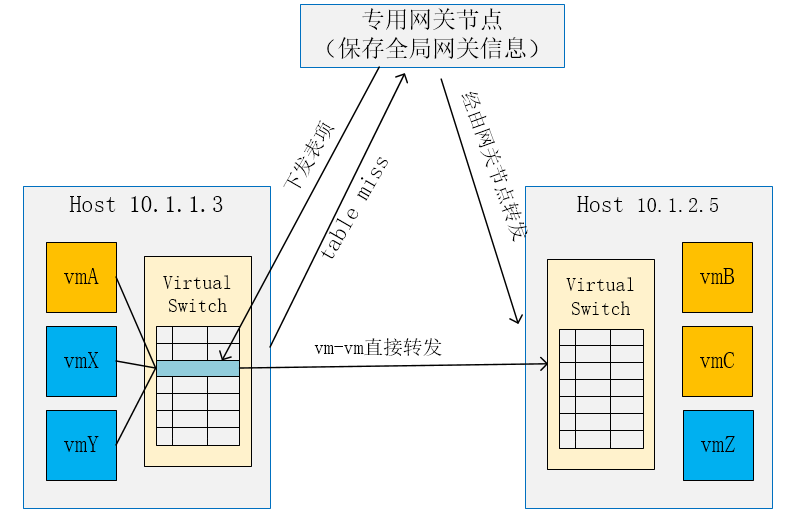 专用网关节点
（保存全局网关信息）
下发表项
table miss
经由网关节点转发
Host 10.1.1.3
vmA
vmX
vmY
Virtual
Switch
vm-vm直接转发
Host 10.1.2.5
Virtual
Switch
vmB
vmC
vmZ